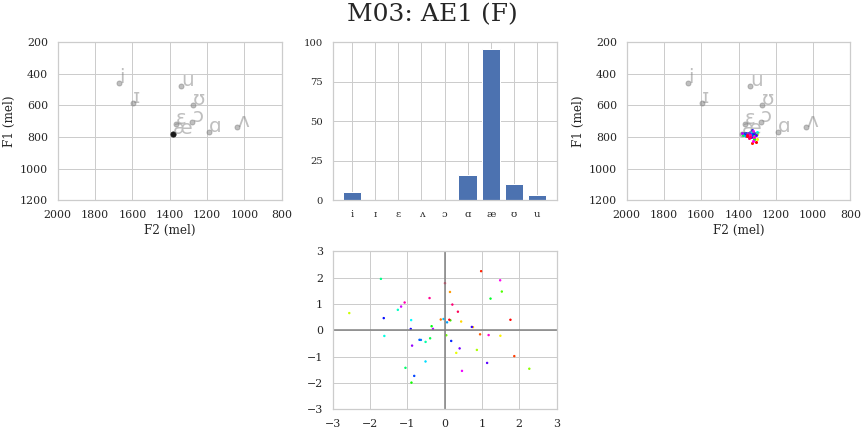 M03: AE1 (F)
F1 (mel)
200
400
600
800
1000
1200
i
u
ɪ
ʊ
ɛ
ɔ
æ
ɑ
ʌ
2000 1800 1600 1400 1200 1000 800
F2 (mel)
100
75
50
25
0
i ɪ ɛ ʌ ɔ ɑ æ ʊ u
F1 (mel)
200
400
600
800
1000
1200
i
u
ɪ
ʊ
ɛ
ɔ
æ
ɑ
ʌ
2000 1800 1600 1400 1200 1000 800
F2 (mel)
3
2
1
0
−1
−2
−3
−3 −2 −1 0 1 2 3